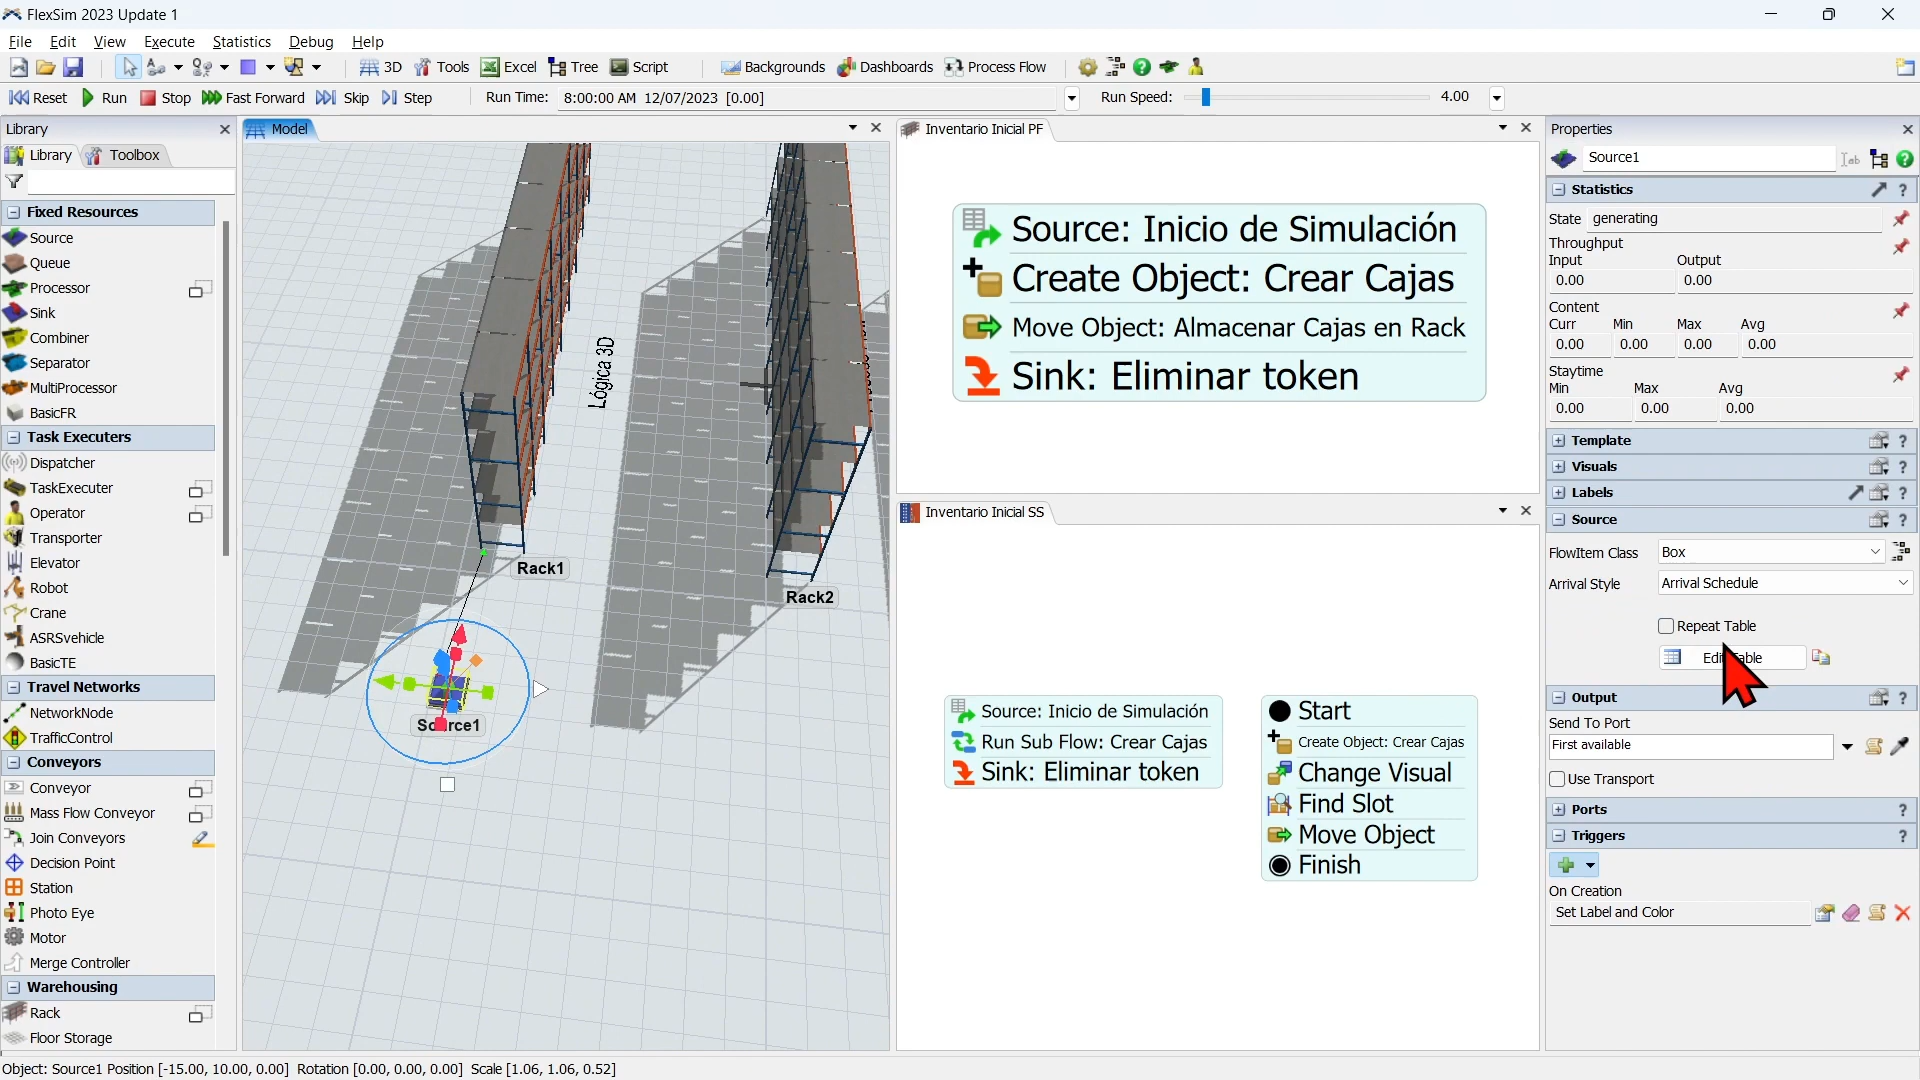 FlexSim 2023 Update 1
File Edit View Execute Statistics Debug Help
3D Tools Excel Tree Script Backgrounds Dashboards Process Flow
Reset Run Stop Fast Forward Skip Step Run Time: 8:00:00 AM 12/07/2023 [0.00] Run Speed: 4.00
Library
Library Toolbox
Fixed Resources
Source
Queue
Processor
Sink
Combiner
Separator
MultiProcessor
BasicFR
Task Executers
Dispatcher
TaskExecuter
Operator
Transporter
Elevator
Robot
Crane
ASRSvehicle
BasicTE
Travel Networks
NetworkNode
TrafficControl
Conveyors
Conveyor
Mass Flow Conveyor
Join Conveyors
Decision Point
Station
Photo Eye
Motor
Merge Controller
Warehousing
Rack
Floor Storage
Model
Lógica 3D
Rack1
Rack2
Source1
Inventario Inicial PF
Source: Inicio de Simulación
Create Object: Crear Cajas
Move Object: Almacenar Cajas en Rack
Sink: Eliminar token
Inventario Inicial SS
Source: Inicio de Simulación
Run Sub Flow: Crear Cajas
Sink: Eliminar token
Start
Create Object: Crear Cajas
Change Visual
Find Slot
Move Object
Finish
Properties
Source1
Statistics
State generating
Throughput
Input Output
0.00 0.00
Content
Curr Min Max Avg
0.00 0.00 0.00 0.00
Staytime
Min Max Avg
0.00 0.00 0.00
Template
Visuals
Labels
Source
FlowItem Class Box
Arrival Style Arrival Schedule
Repeat Table
Edit Table
Output
Send To Port
First available
Use Transport
Ports
Triggers
On Creation
Set Label and Color
Object: Source1 Position [-15.00, 10.00, 0.00] Rotation [0.00, 0.00, 0.00] Scale [1.06, 1.06, 0.52]